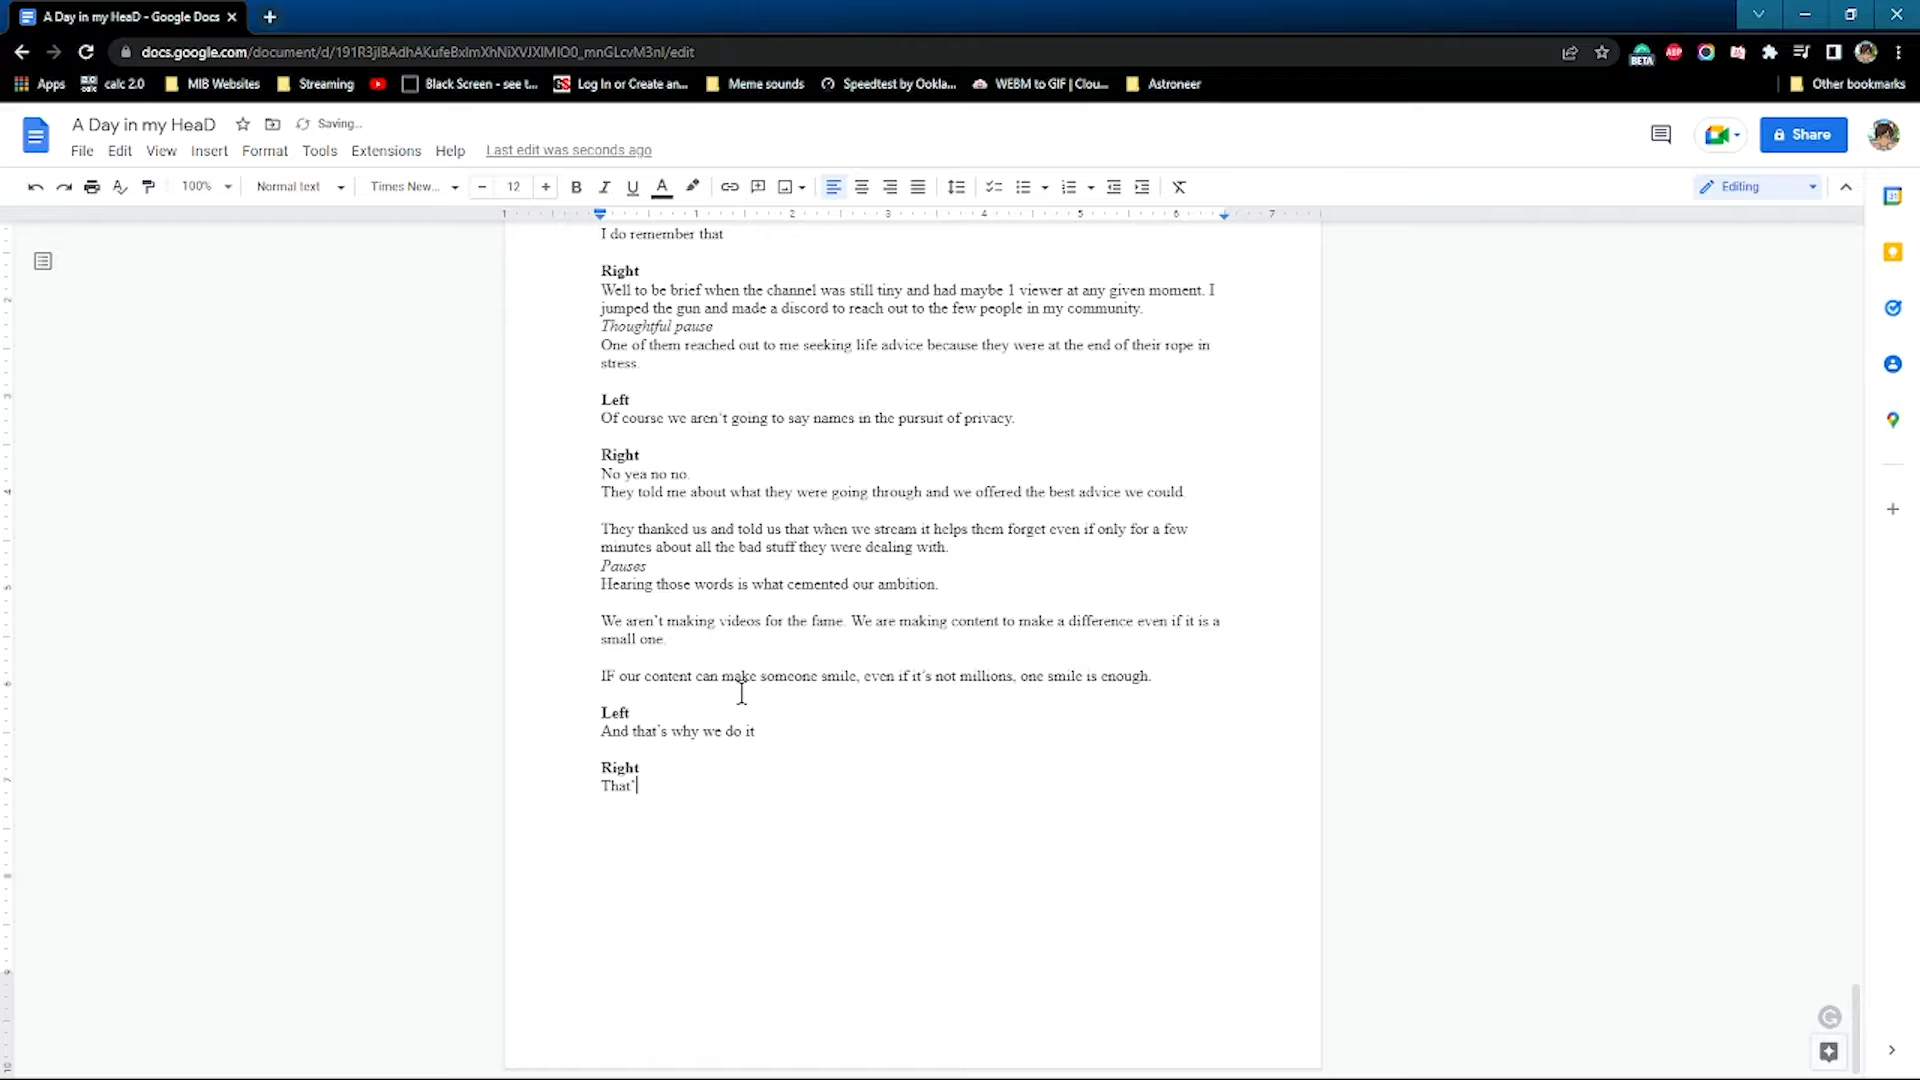 A Day in my HeaD - Google Docs
docs.google.com/document/d/191R3jIBAdhAKufeBxImXhNiXVJXIMIO0_mnGLcvM3nI/edit
BETA
ABP
Apps
calc 2.0
MIB Websites
Streaming
Black Screen - see t...
Log In or Create an...
Meme sounds
Speedtest by Ookla...
WEBM to GIF | Clou...
Astroneer
Other bookmarks
A Day in my HeaD
Saving...
Share
File Edit View Insert Format Tools Extensions Help
Last edit was seconds ago
100%
Normal text
Times New...
12
B I U A
Editing
1 1 2 3 4 5 6 7
I do remember that
Right
Well to be brief when the channel was still tiny and had maybe 1 viewer at any given moment. I
jumped the gun and made a discord to reach out to the few people in my community.
Thoughtful pause
One of them reached out to me seeking life advice because they were at the end of their rope in
stress.
Left
Of course we aren't going to say names in the pursuit of privacy.
Right
No yea no no.
They told me about what they were going through and we offered the best advice we could.
They thanked us and told us that when we stream it helps them forget even if only for a few
minutes about all the bad stuff they were dealing with.
Pauses
Hearing those words is what cemented our ambition.
We aren't making videos for the fame. We are making content to make a difference even if it is a
small one.
IF our content can make someone smile, even if it's not millions, one smile is enough.
Left
And that's why we do it
Right
That'